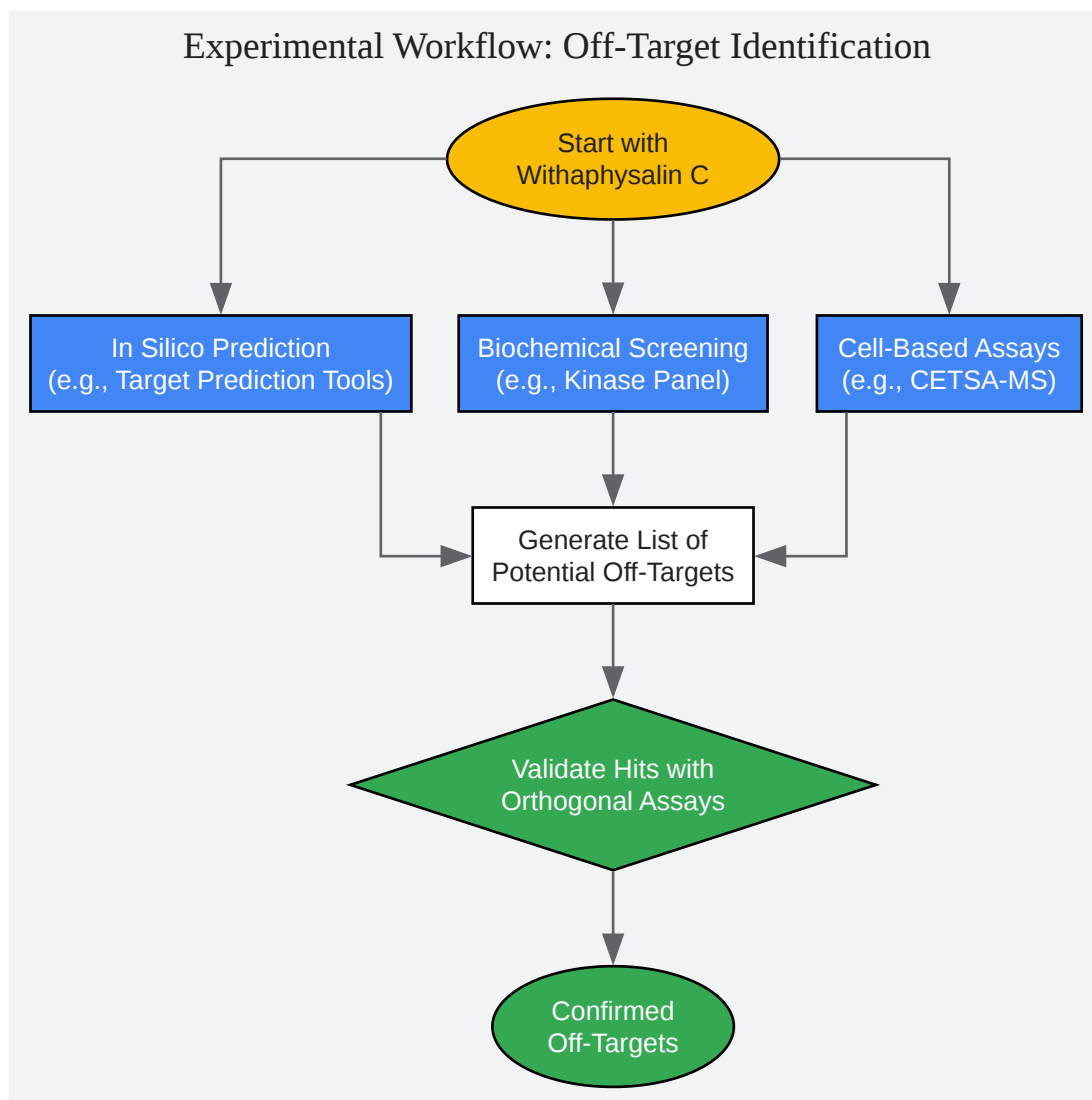 Experimental Workflow: Off-Target Identification
Start with
Withaphysalin C
In Silico Prediction
(e.g., Target Prediction Tools)
Biochemical Screening
(e.g., Kinase Panel)
Cell-Based Assays
(e.g., CETSA-MS)
Generate List of
Potential Off-Targets
Validate Hits with
Orthogonal Assays
Confirmed
Off-Targets